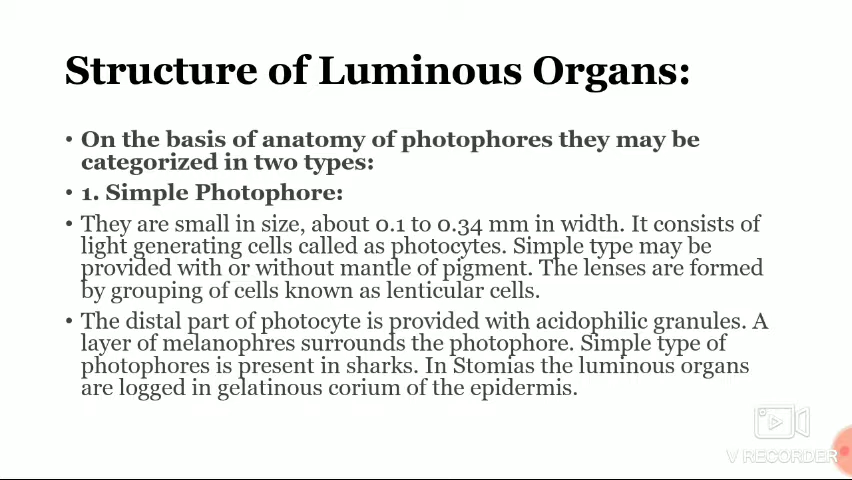 Structure of Luminous Organs:
• On the basis of anatomy of photophores they may be
categorized in two types:
• 1. Simple Photophore:
• They are small in size, about 0.1 to 0.34 mm in width. It consists of
light generating cells called as photocytes. Simple type may be
provided with or without mantle of pigment. The lenses are formed
by grouping of cells known as lenticular cells.
• The distal part of photocyte is provided with acidophilic granules. A
layer of melanophres surrounds the photophore. Simple type of
photophores is present in sharks. In Stomias the luminous organs
are logged in gelatinous corium of the epidermis.
V RECORDER